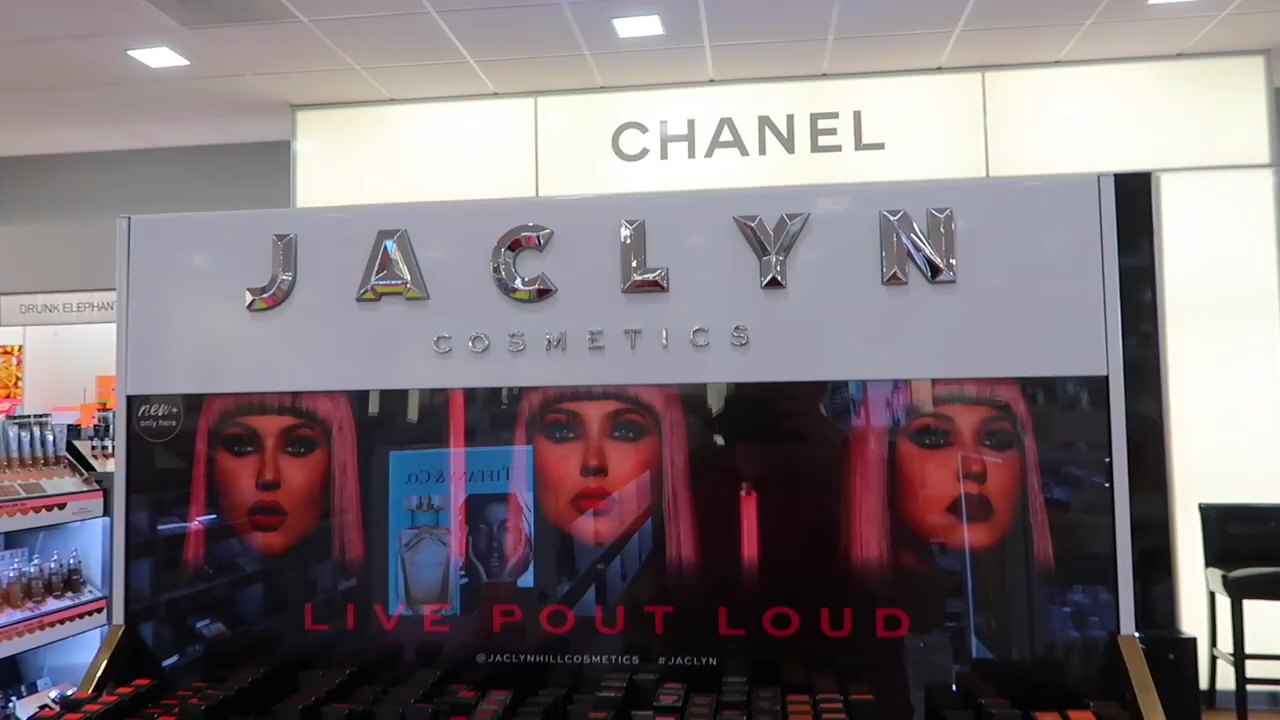 CHANEL
JACLYN
COSMETICS
DRUNK ELEPHANT
new+
only here
TIFFANY & CO.
LIVE POUT LOUD
@JACLYNHILLCOSMETICS #JACLYN